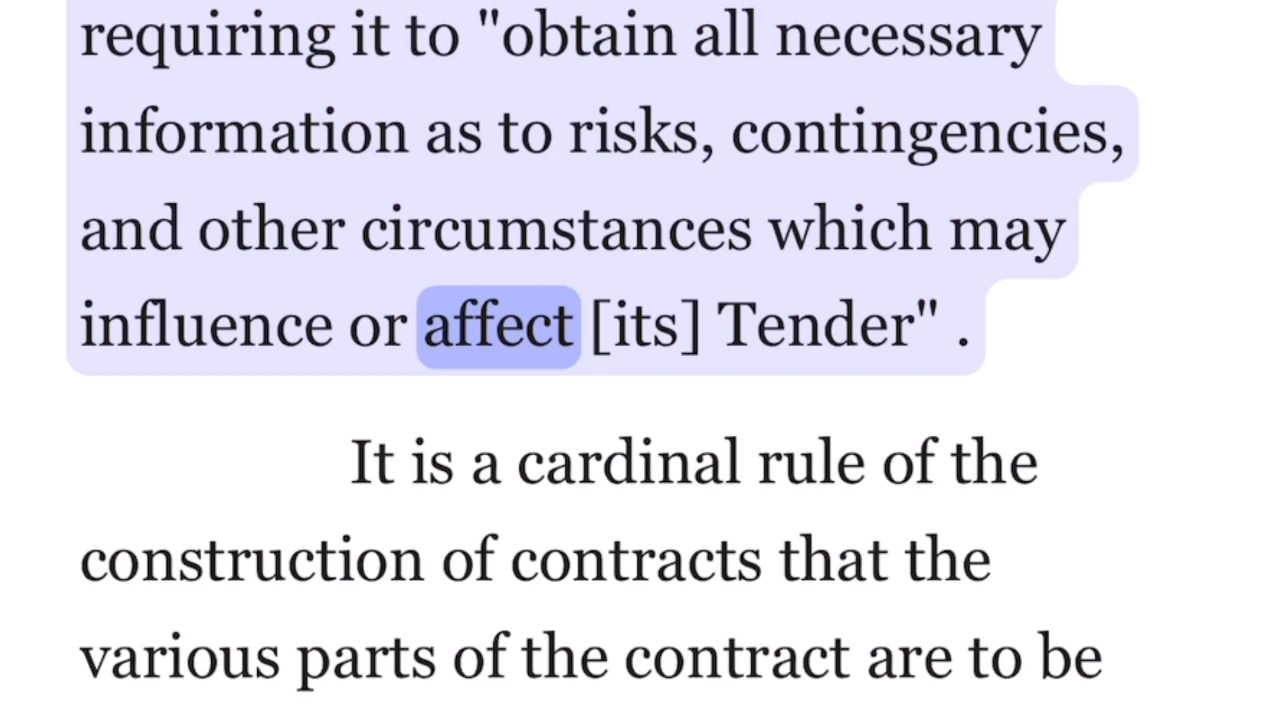 requiring it to "obtain all necessary
information as to risks, contingencies,
and other circumstances which may
influence or affect [its] Tender" .
It is a cardinal rule of the
construction of contracts that the
various parts of the contract are to be